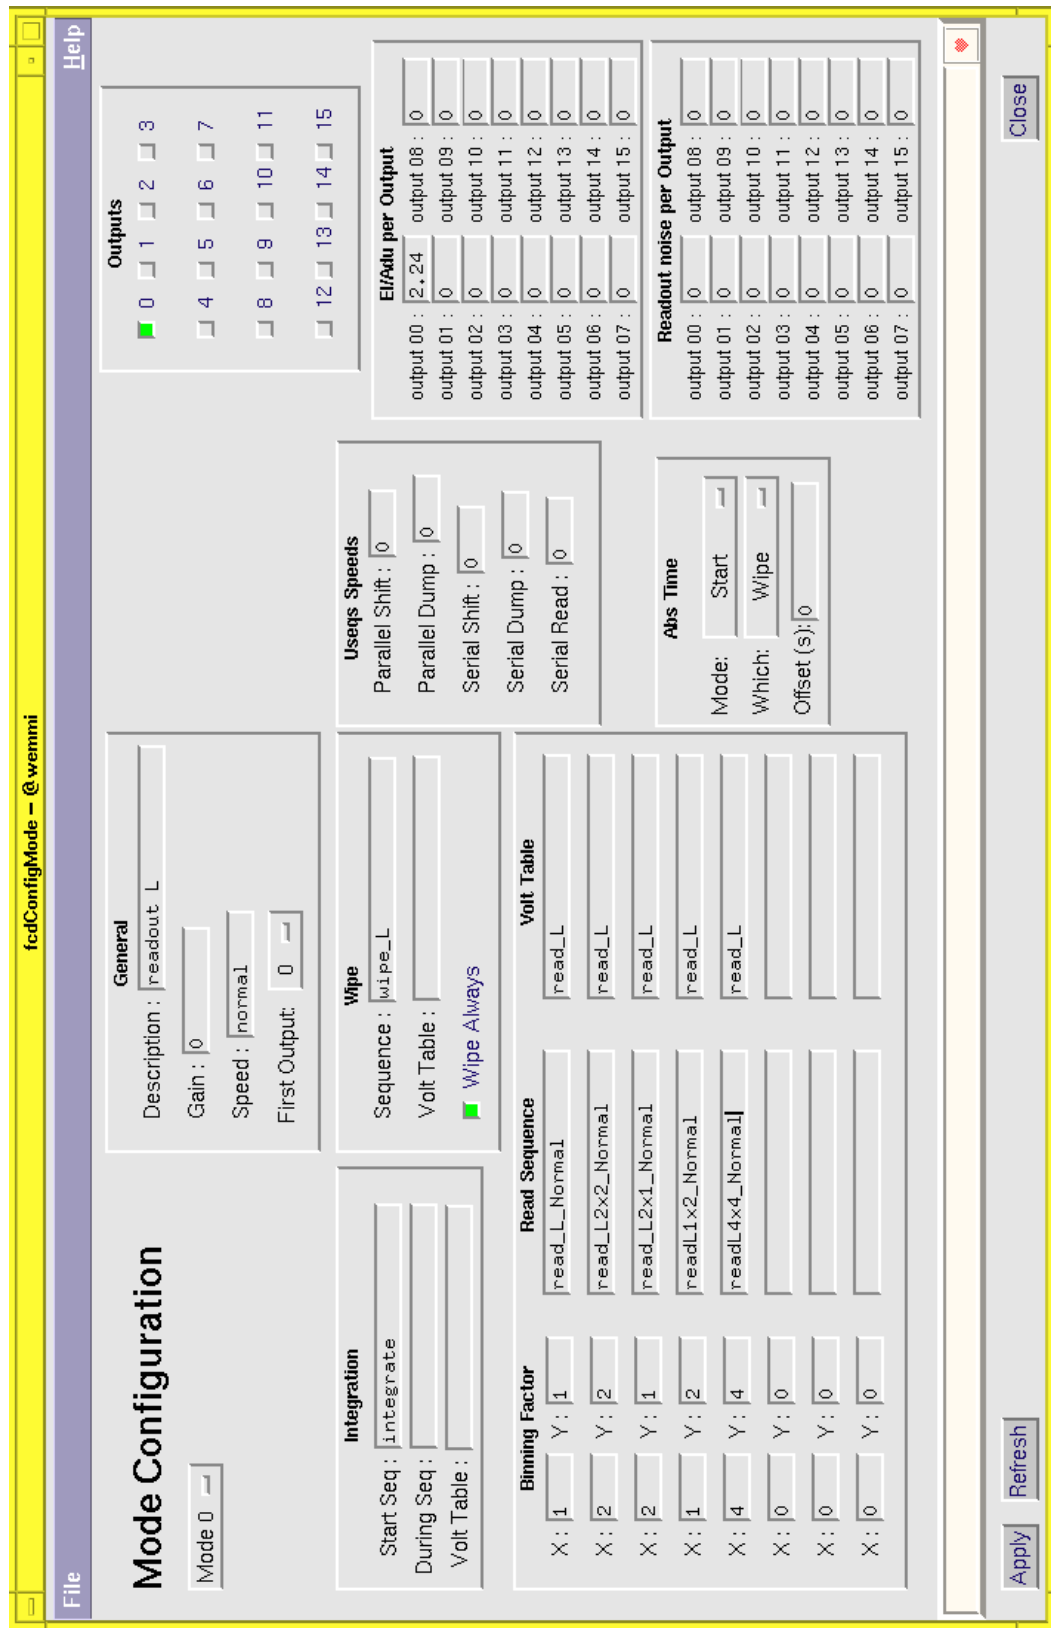 fcdConfigMode – @wemmi
File Help
Mode Configuration
Mode 0
General
Description : readout L
Gain : 0
Speed : normal
First Output: 0
Outputs
0 1 2 3
4 5 6 7
8 9 10 11
12 13 14 15
Integration
Start Seq : integrate
During Seq :
Volt Table :
Wipe
Sequence : wipe_L
Volt Table :
Wipe Always
Useqs Speeds
Parallel Shift : 0
Parallel Dump : 0
Serial Shift : 0
Serial Dump : 0
Serial Read : 0
El/Adu per Output
output 00 : 2.24 output 08 : 0
output 01 : 0 output 09 : 0
output 02 : 0 output 10 : 0
output 03 : 0 output 11 : 0
output 04 : 0 output 12 : 0
output 05 : 0 output 13 : 0
output 06 : 0 output 14 : 0
output 07 : 0 output 15 : 0
Binning Factor Read Sequence Volt Table
X : 1 Y : 1 read_L_Normal read_L
X : 2 Y : 2 read_L2x2_Normal read_L
X : 2 Y : 1 read_L2x1_Normal read_L
X : 1 Y : 2 readL1x2_Normal read_L
X : 4 Y : 4 readL4x4_Normal read_L
X : 0 Y : 0
X : 0 Y : 0
X : 0 Y : 0
Abs Time
Mode: Start
Which: Wipe
Offset (s): 0
Readout noise per Output
output 00 : 0 output 08 : 0
output 01 : 0 output 09 : 0
output 02 : 0 output 10 : 0
output 03 : 0 output 11 : 0
output 04 : 0 output 12 : 0
output 05 : 0 output 13 : 0
output 06 : 0 output 14 : 0
output 07 : 0 output 15 : 0
Apply Refresh Close